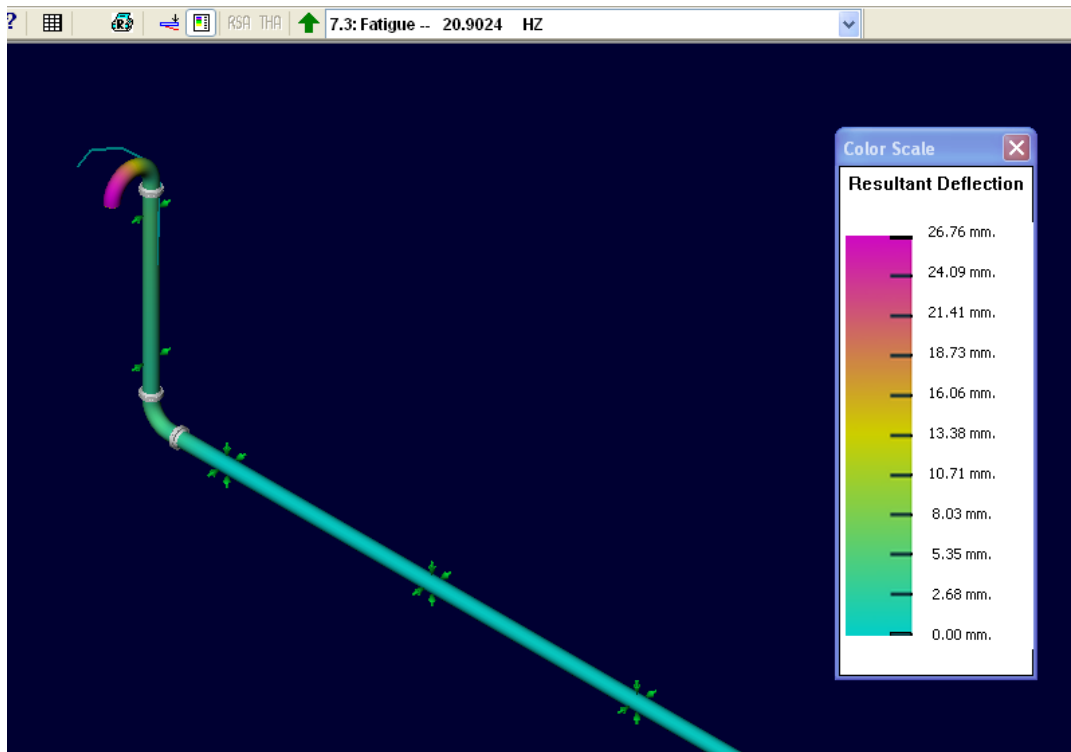 ? R RSA THA 7.3: Fatigue -- 20.9024 HZ
Color Scale
Resultant Deflection
26.76 mm.
24.09 mm.
21.41 mm.
18.73 mm.
16.06 mm.
13.38 mm.
10.71 mm.
8.03 mm.
5.35 mm.
2.68 mm.
0.00 mm.